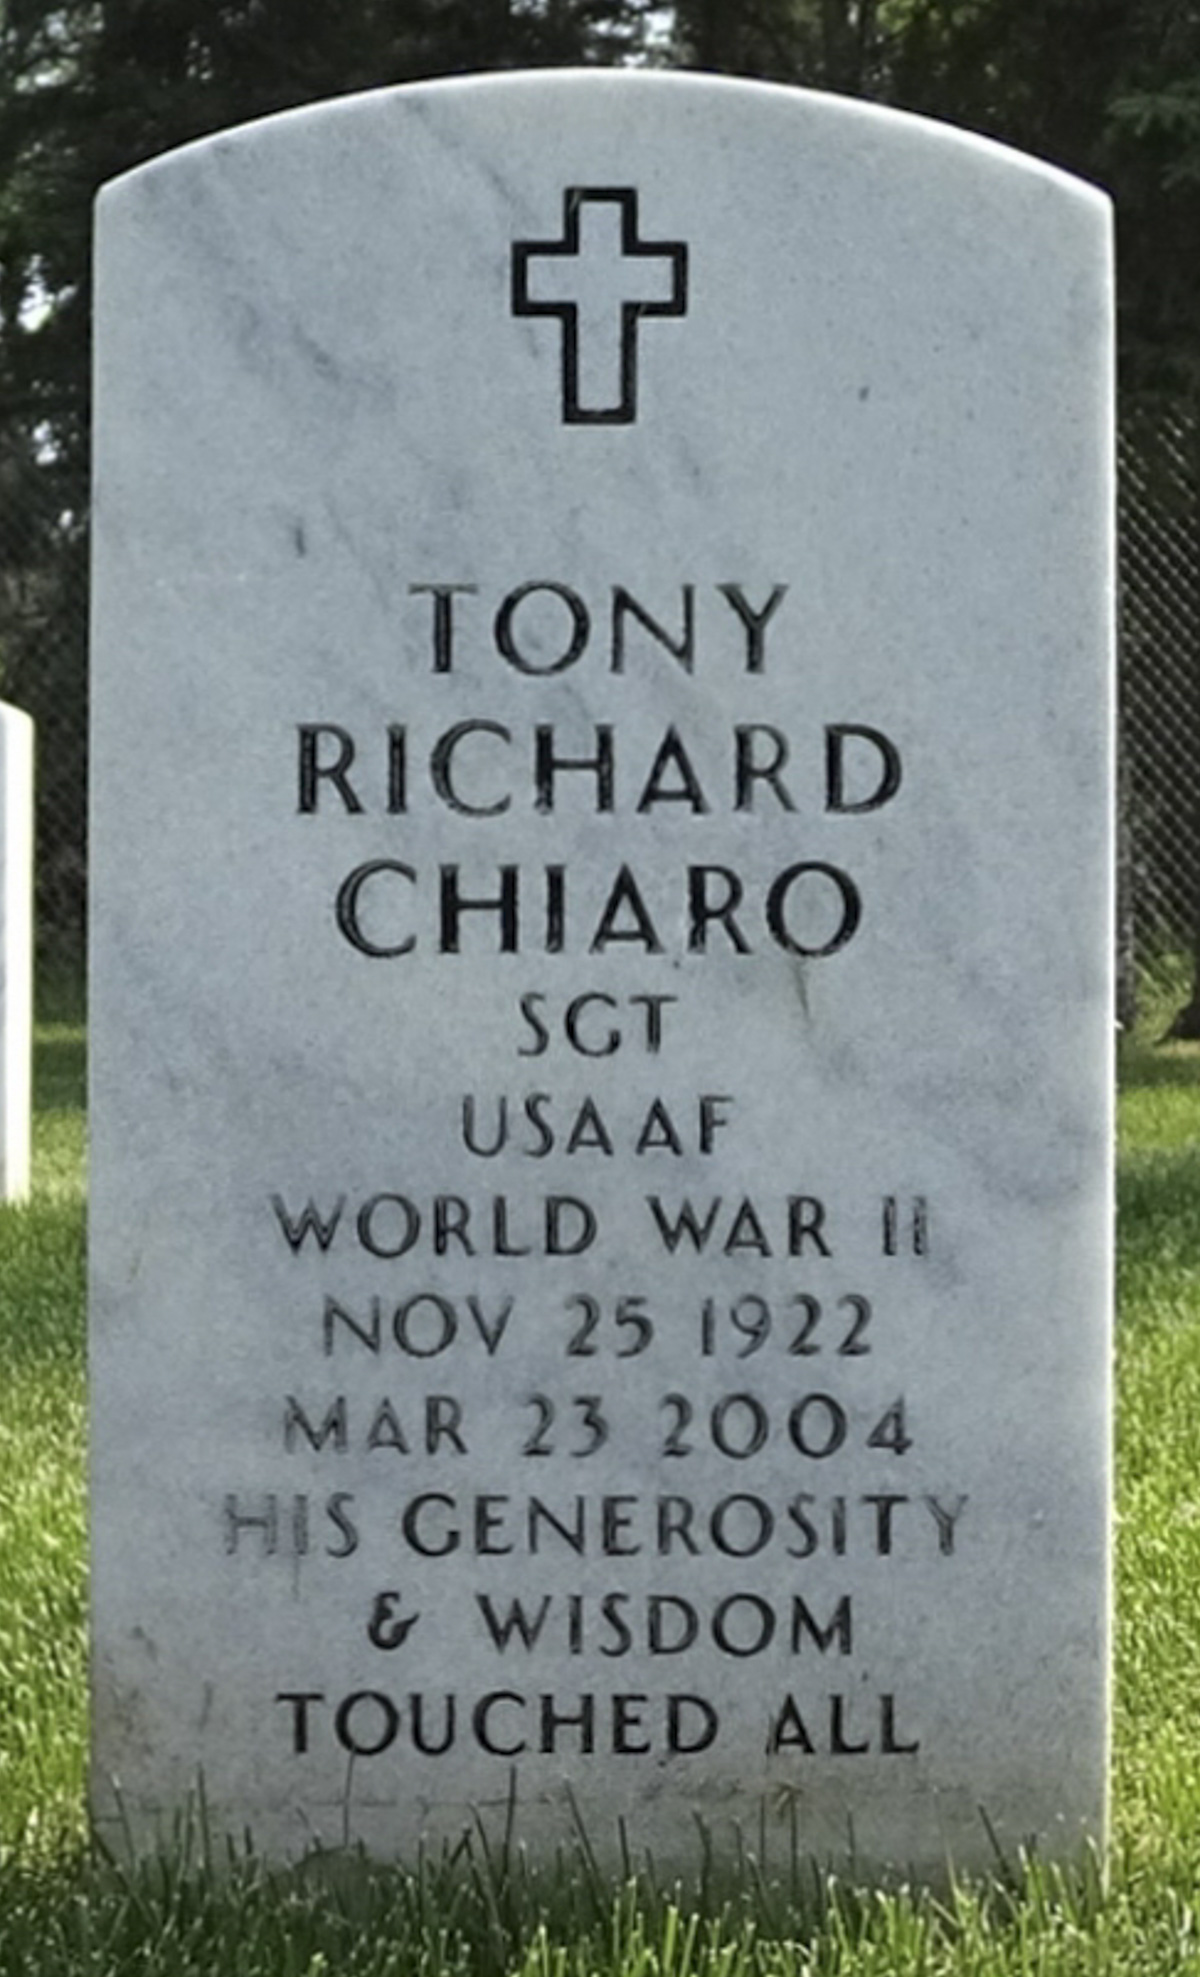 TONY
RICHARD
CHIARO
SGT
USAAF
WORLD WAR II
NOV 25 1922
MAR 23 2004
HIS GENEROSITY
& WISDOM
TOUCHED ALL